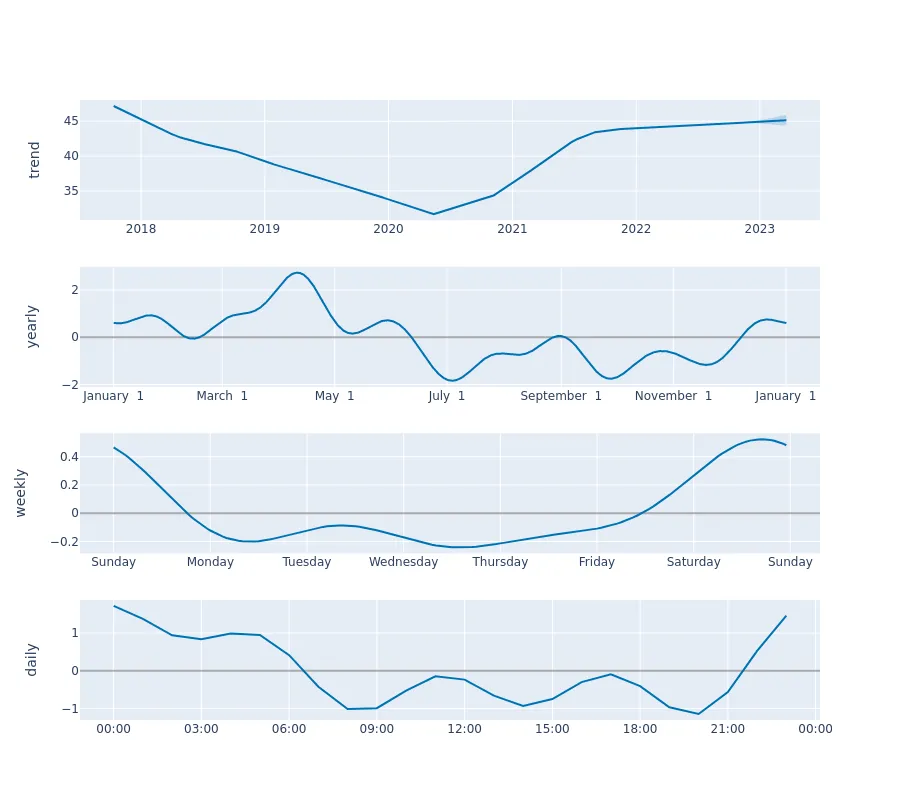 trend
45
40
35
2018 2019 2020 2021 2022 2023
yearly
2
0
−2
January 1 March 1 May 1 July 1 September 1 November 1 January 1
weekly
0.4
0.2
0
−0.2
Sunday Monday Tuesday Wednesday Thursday Friday Saturday Sunday
daily
1
0
−1
00:00 03:00 06:00 09:00 12:00 15:00 18:00 21:00 00:00